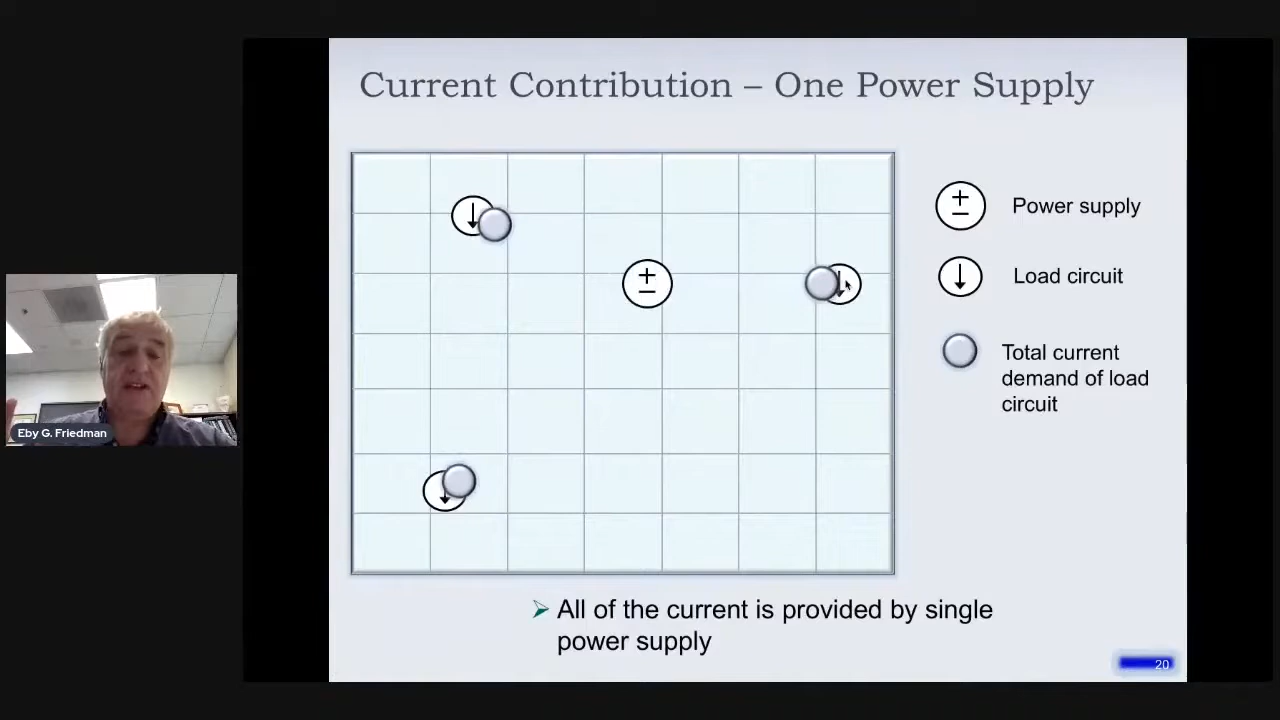 Current Contribution – One Power Supply
Power supply
Load circuit
Total current
demand of load
circuit
Eby G. Friedman
All of the current is provided by single
power supply
20